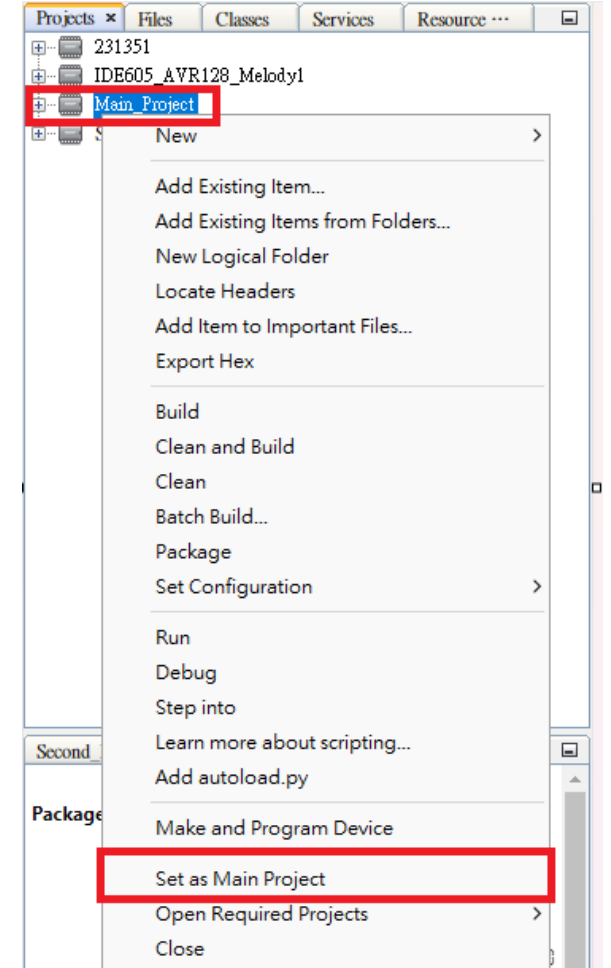 Projects × Files Classes Services Resource ···
231351
IDE605_AVR128_Melody1
Main_Project
S
New
Add Existing Item...
Add Existing Items from Folders...
New Logical Folder
Locate Headers
Add Item to Important Files...
Export Hex
Build
Clean and Build
Clean
Batch Build...
Package
Set Configuration
Run
Debug
Step into
Learn more about scripting...
Second_
Add autoload.py
Package
Make and Program Device
Set as Main Project
Open Required Projects
Close